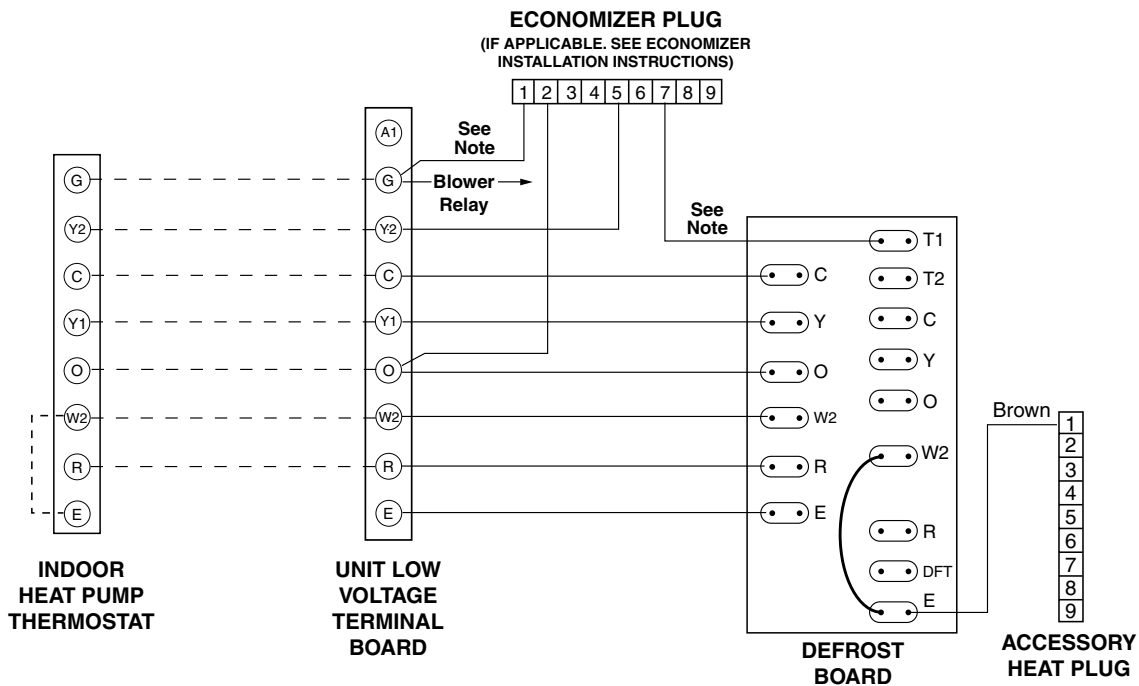 ECONOMIZER PLUG
(IF APPLICABLE. SEE ECONOMIZER
INSTALLATION INSTRUCTIONS)
1 2 3 4 5 6 7 8 9
A1
See
Note
G
G
Blower
Relay
Y2
Y2
See
Note
C
C
C
Y1
Y1
Y
O
O
O
W2
W2
W2
R
R
R
E
E
E
T1
T2
C
Y
O
W2
R
DFT
E
Brown
1
2
3
4
5
6
7
8
9
INDOOR
HEAT PUMP
THERMOSTAT
UNIT LOW
VOLTAGE
TERMINAL
BOARD
DEFROST
BOARD
ACCESSORY
HEAT PLUG